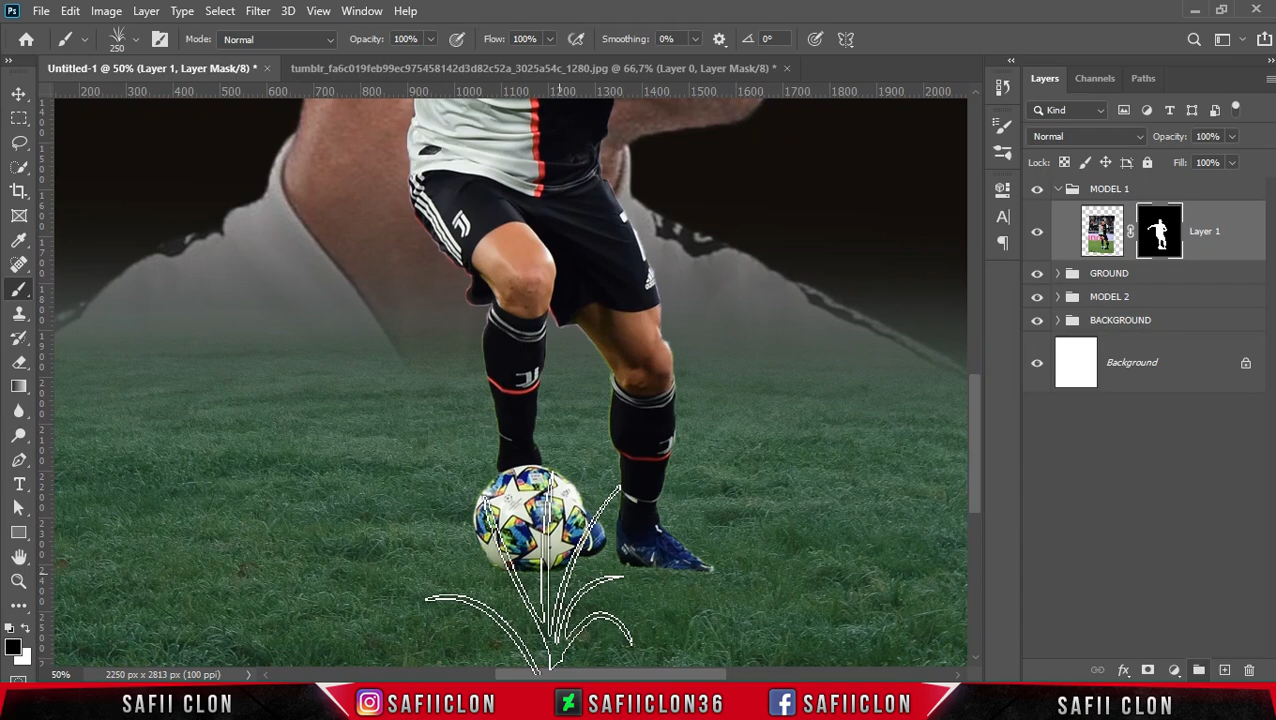 Ps File Edit Image Layer Type Select Filter 3D View Window Help
250 Mode: Normal Opacity: 100% Flow: 100% Smoothing: 0% 0°
Untitled-1 @ 50% (Layer 1, Layer Mask/8) * × tumblr_fa6c019feb99ec975458142d3d82c52a_3025a54c_1280.jpg @ 66,7% (Layer 0, Layer Mask/8) * ×
200 300 400 500 600 700 800 900 1000 1100 1200 1300 1400 1500 1600 1700 1800 1900 2000
Layers Channels Paths
Kind
Normal Opacity: 100%
Lock: Fill: 100%
MODEL 1
Layer 1
GROUND
MODEL 2
BACKGROUND
Background
50% 2250 px x 2813 px (100 ppi)
SAFII CLON SAFIICLON SAFIICLON36 SAFIICLON SAFII CLON